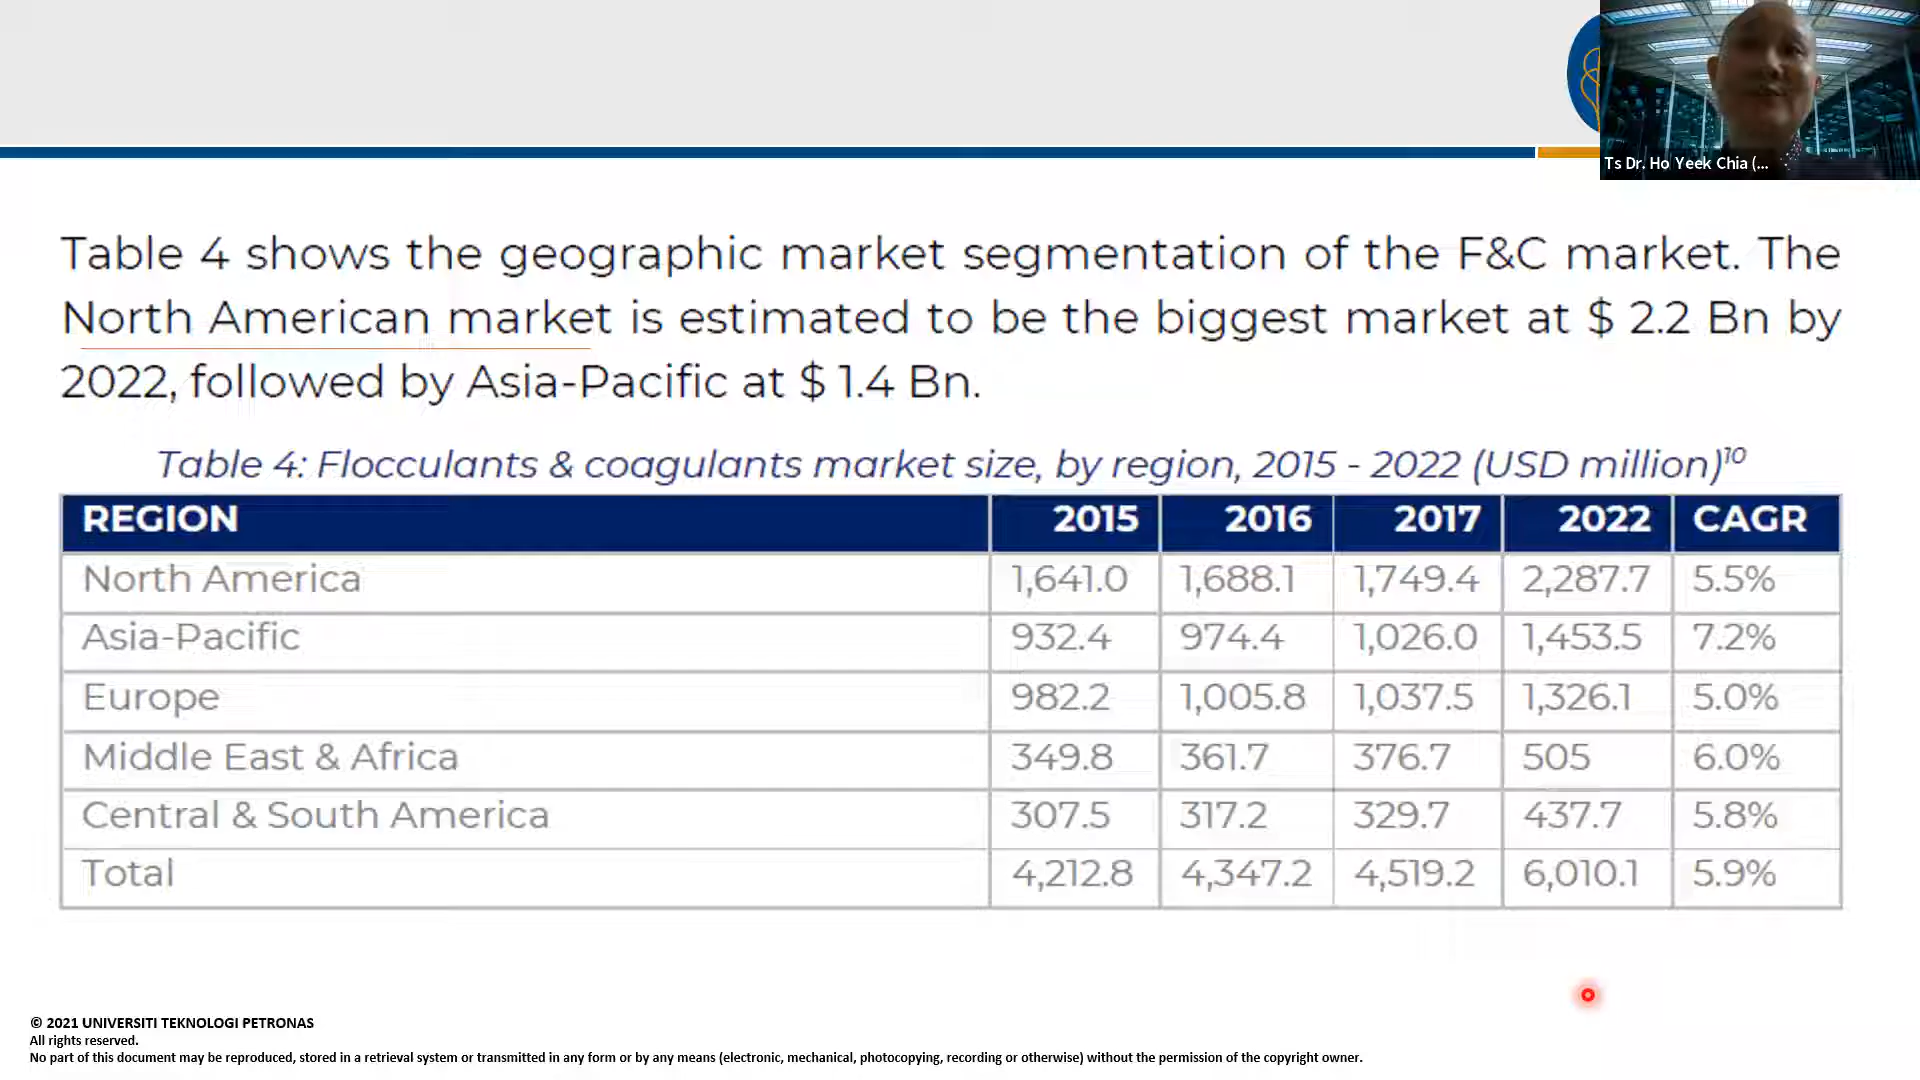 Ts Dr. Ho Yeek Chia (...
Table 4 shows the geographic market segmentation of the F&C market. The
North American market is estimated to be the biggest market at $ 2.2 Bn by
2022, followed by Asia-Pacific at $ 1.4 Bn.
Table 4: Flocculants & coagulants market size, by region, 2015 - 2022 (USD million)¹⁰
REGION 2015 2016 2017 2022 CAGR
North America 1,641.0 1,688.1 1,749.4 2,287.7 5.5%
Asia-Pacific 932.4 974.4 1,026.0 1,453.5 7.2%
Europe 982.2 1,005.8 1,037.5 1,326.1 5.0%
Middle East & Africa 349.8 361.7 376.7 505 6.0%
Central & South America 307.5 317.2 329.7 437.7 5.8%
Total 4,212.8 4,347.2 4,519.2 6,010.1 5.9%
© 2021 UNIVERSITI TEKNOLOGI PETRONAS
All rights reserved.
No part of this document may be reproduced, stored in a retrieval system or transmitted in any form or by any means (electronic, mechanical, photocopying, recording or otherwise) without the permission of the copyright owner.